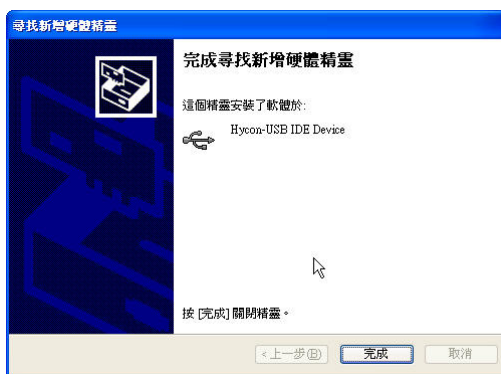 尋找新增硬體精靈
完成尋找新增硬體精靈
這個精靈安裝了軟體於:
Hycon-USB IDE Device
按 [完成] 關閉精靈。
<上一步(B)
完成
取消